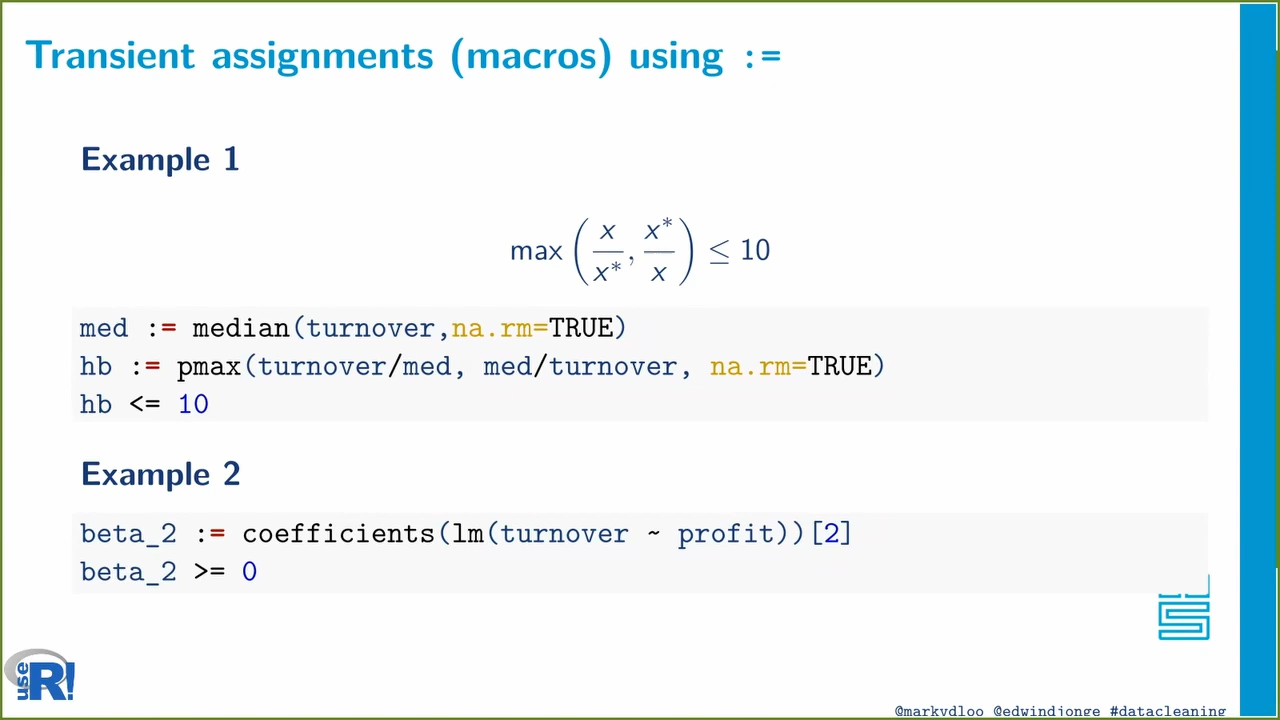 Transient assignments (macros) using :=
Example 1
max (x/x*, x*/x) ≤ 10
med := median(turnover,na.rm=TRUE)
hb := pmax(turnover/med, med/turnover, na.rm=TRUE)
hb <= 10
Example 2
beta_2 := coefficients(lm(turnover ~ profit))[2]
beta_2 >= 0
use R!
@markvdloo @edwindjonge #datacleaning